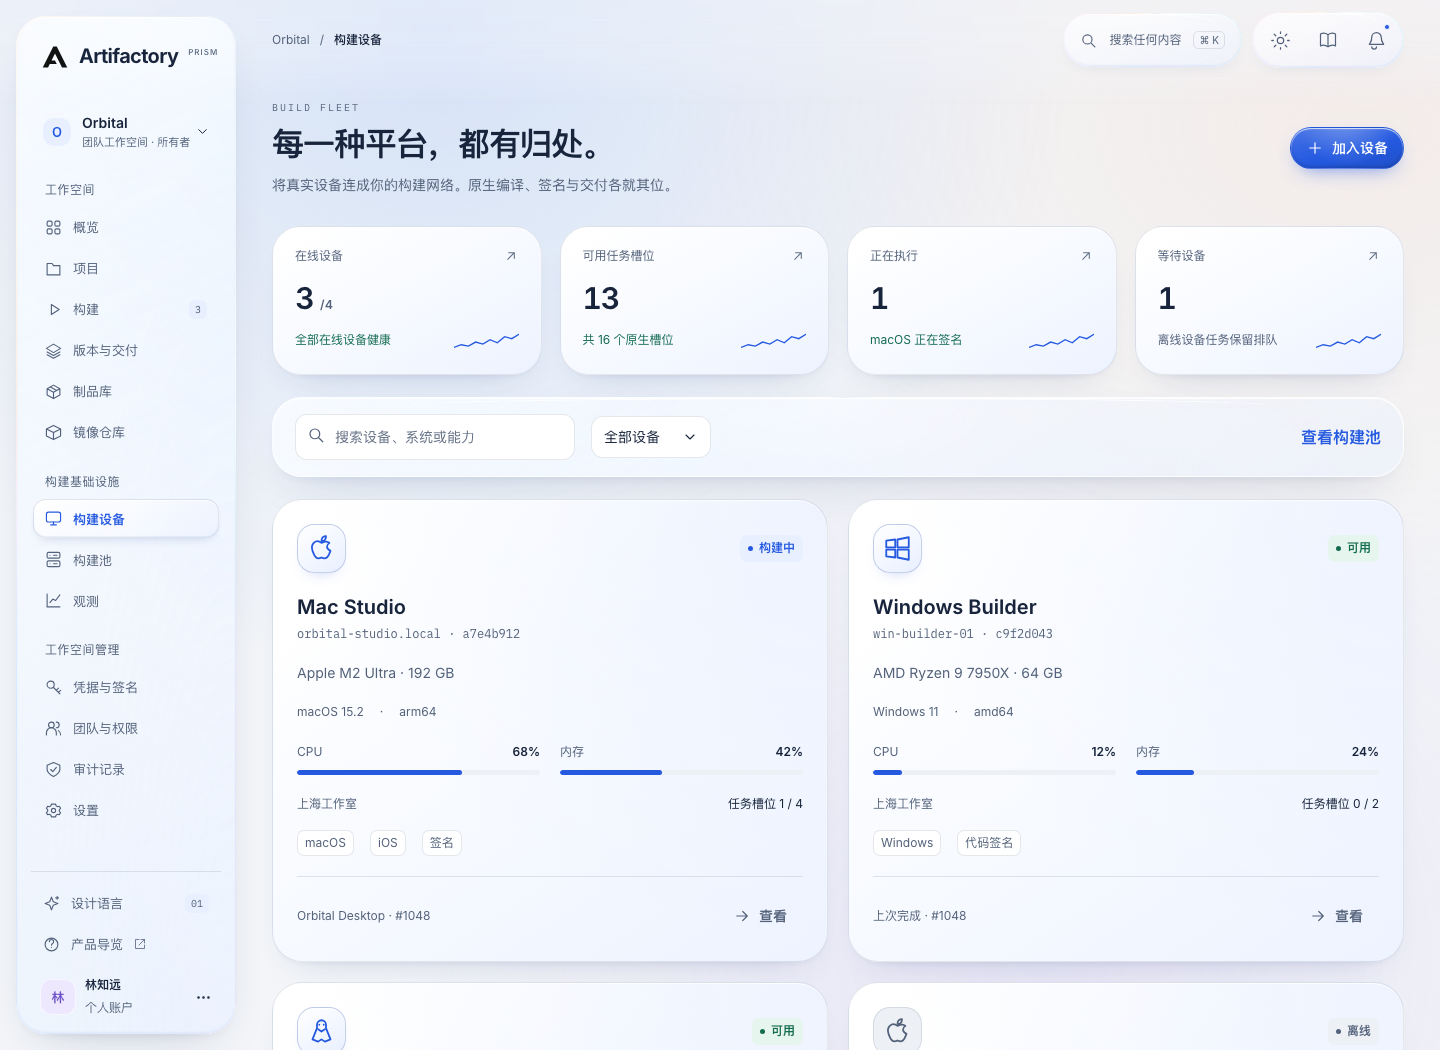 Artifactory PRISM
O
Orbital
团队工作空间 · 所有者
工作空间
概览
项目
构建 3
版本与交付
制品库
镜像仓库
构建基础设施
构建设备
构建池
观测
工作空间管理
凭据与签名
团队与权限
审计记录
设置
设计语言 01
产品导览
林
林知远
个人账户
Orbital / 构建设备
搜索任何内容 ⌘ K
BUILD FLEET
每一种平台，都有归处。
将真实设备连成你的构建网络。原生编译、签名与交付各就其位。
加入设备
在线设备
3 /4
全部在线设备健康
可用任务槽位
13
共 16 个原生槽位
正在执行
1
macOS 正在签名
等待设备
1
离线设备任务保留排队
搜索设备、系统或能力
全部设备
查看构建池
构建中
Mac Studio
orbital-studio.local · a7e4b912
Apple M2 Ultra · 192 GB
macOS 15.2 · arm64
CPU 68% 内存 42%
上海工作室 任务槽位 1 / 4
macOS iOS 签名
Orbital Desktop · #1048 查看
可用
Windows Builder
win-builder-01 · c9f2d043
AMD Ryzen 9 7950X · 64 GB
Windows 11 · amd64
CPU 12% 内存 24%
上海工作室 任务槽位 0 / 2
Windows 代码签名
上次完成 · #1048 查看
可用
离线